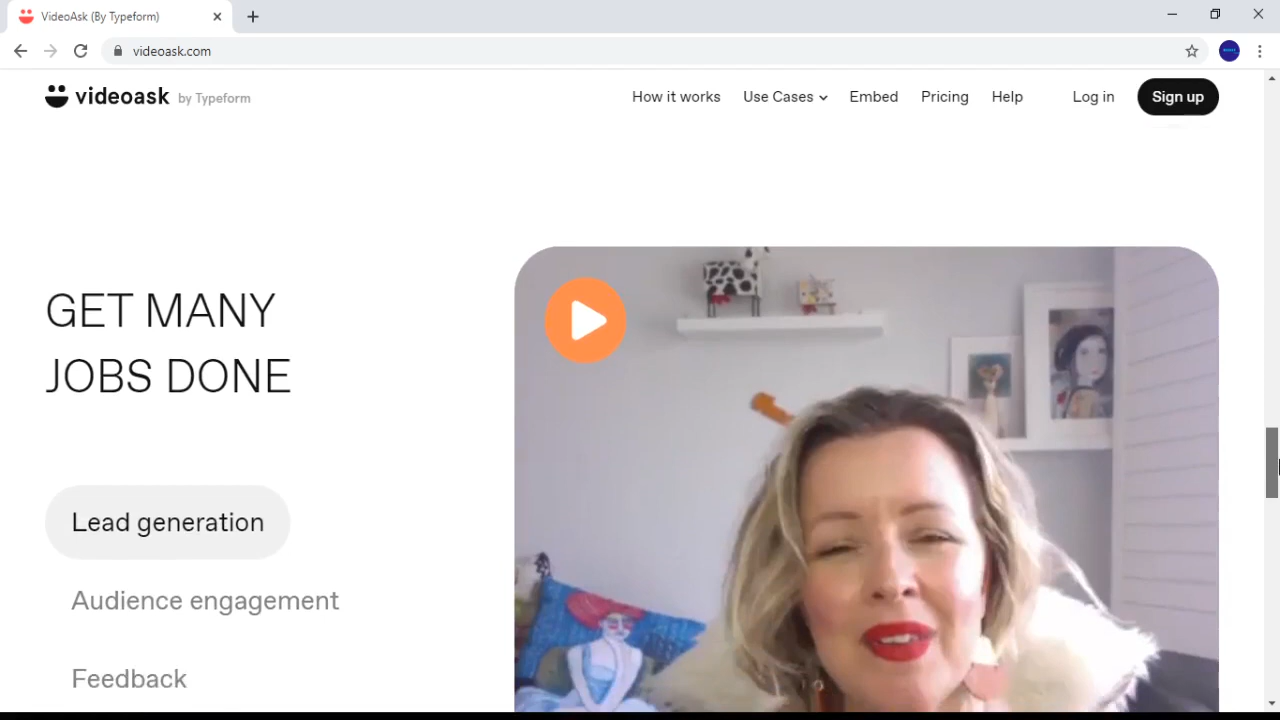 VideoAsk (By Typeform)
videoask.com
videoask by Typeform
How it works Use Cases Embed Pricing Help Log in Sign up
GET MANY
JOBS DONE
Lead generation
Audience engagement
Feedback